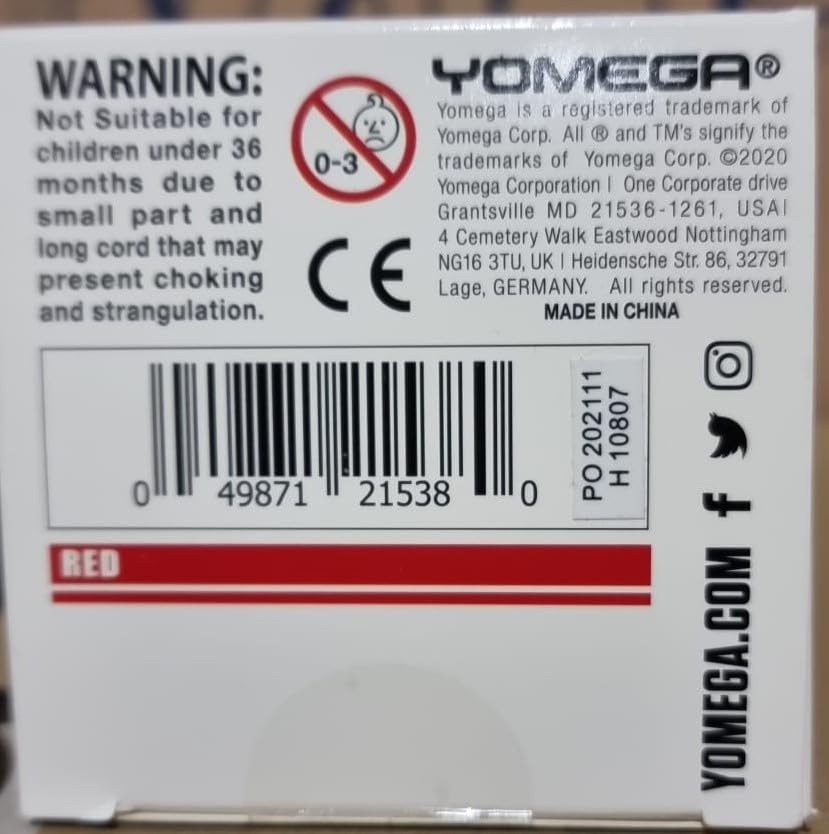 WARNING:
Not Suitable for
children under 36
months due to
small part and
long cord that may
present choking
and strangulation.
0-3
CE
YOMEGA®
Yomega is a registered trademark of
Yomega Corp. All ® and TM's signify the
trademarks of Yomega Corp. ©2020
Yomega Corporation | One Corporate drive
Grantsville MD 21536-1261, USA|
4 Cemetery Walk Eastwood Nottingham
NG16 3TU, UK | Heidensche Str. 86, 32791
Lage, GERMANY. All rights reserved.
MADE IN CHINA
0 49871 21538 0
PO 202111
H 10807
RED
YOMEGA.COM